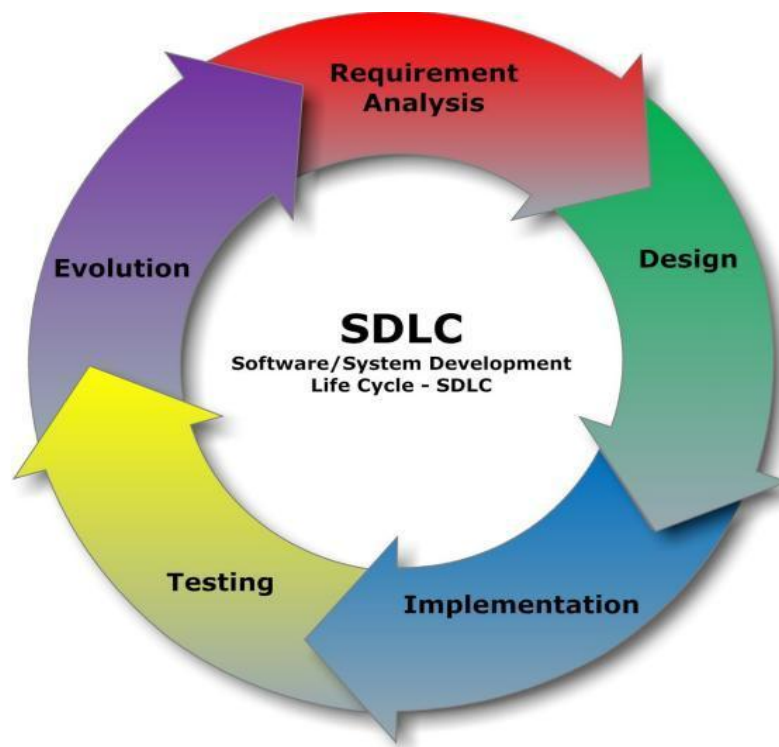 Requirement
Analysis
Design
Evolution
SDLC
Software/System Development
Life Cycle - SDLC
Testing
Implementation